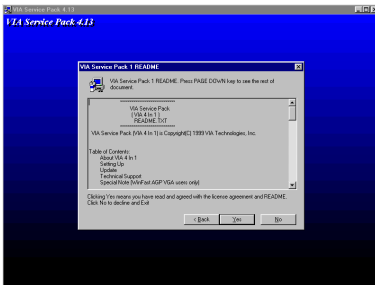 VIA Service Pack 4.13
VIA Service Pack 4.13
VIA Service Pack 1 README
VIA Service Pack 1 README. Press PAGE DOWN key to see the rest of
document.
VIA Service Pack
( VIA 4 In 1 )
README.TXT
VIA Service Pack (VIA 4 In 1) is Copyright(C) 1999 VIA Technologies, Inc.
Table of Contents:
About VIA 4 in 1
Setting Up
Update
Technical Support
Special Note (WinFast AGP VGA users only)
Clicking Yes means you have read and agreed with the license agreement and README.
Click No to decline and Exit
< Back
Yes
No